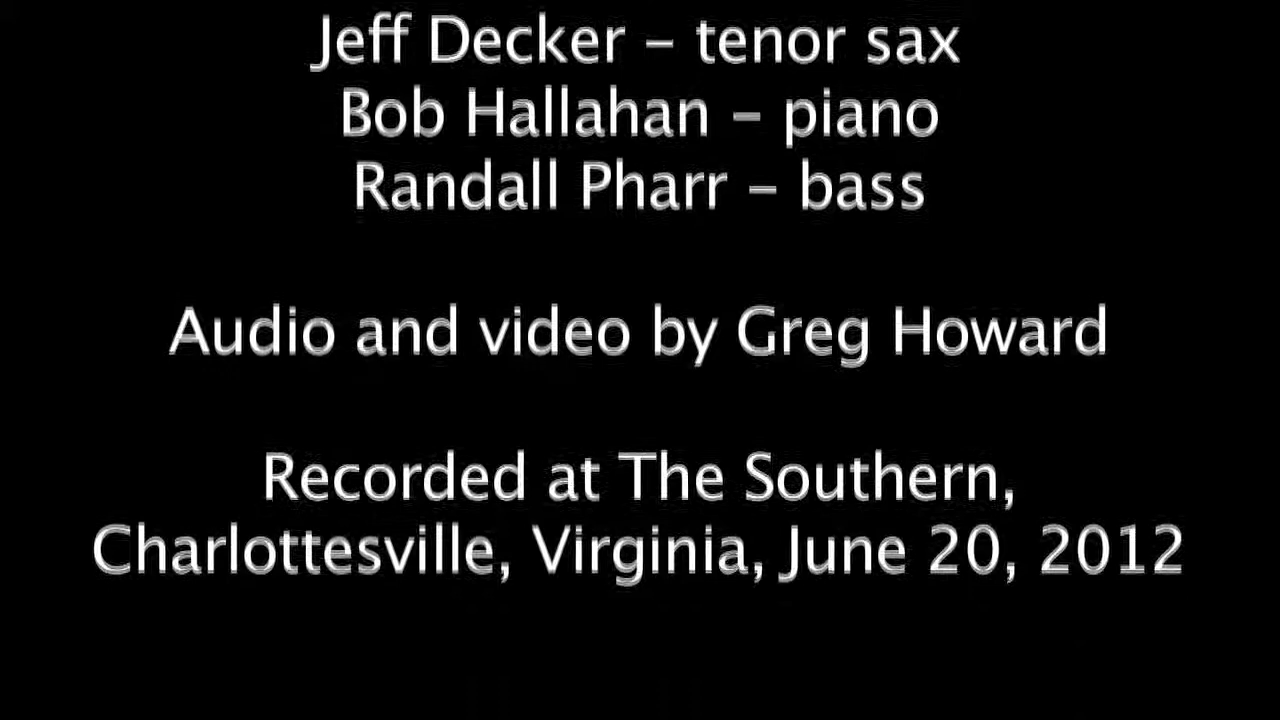 Jeff Decker – tenor sax
Bob Hallahan – piano
Randall Pharr – bass
Audio and video by Greg Howard
Recorded at The Southern,
Charlottesville, Virginia, June 20, 2012